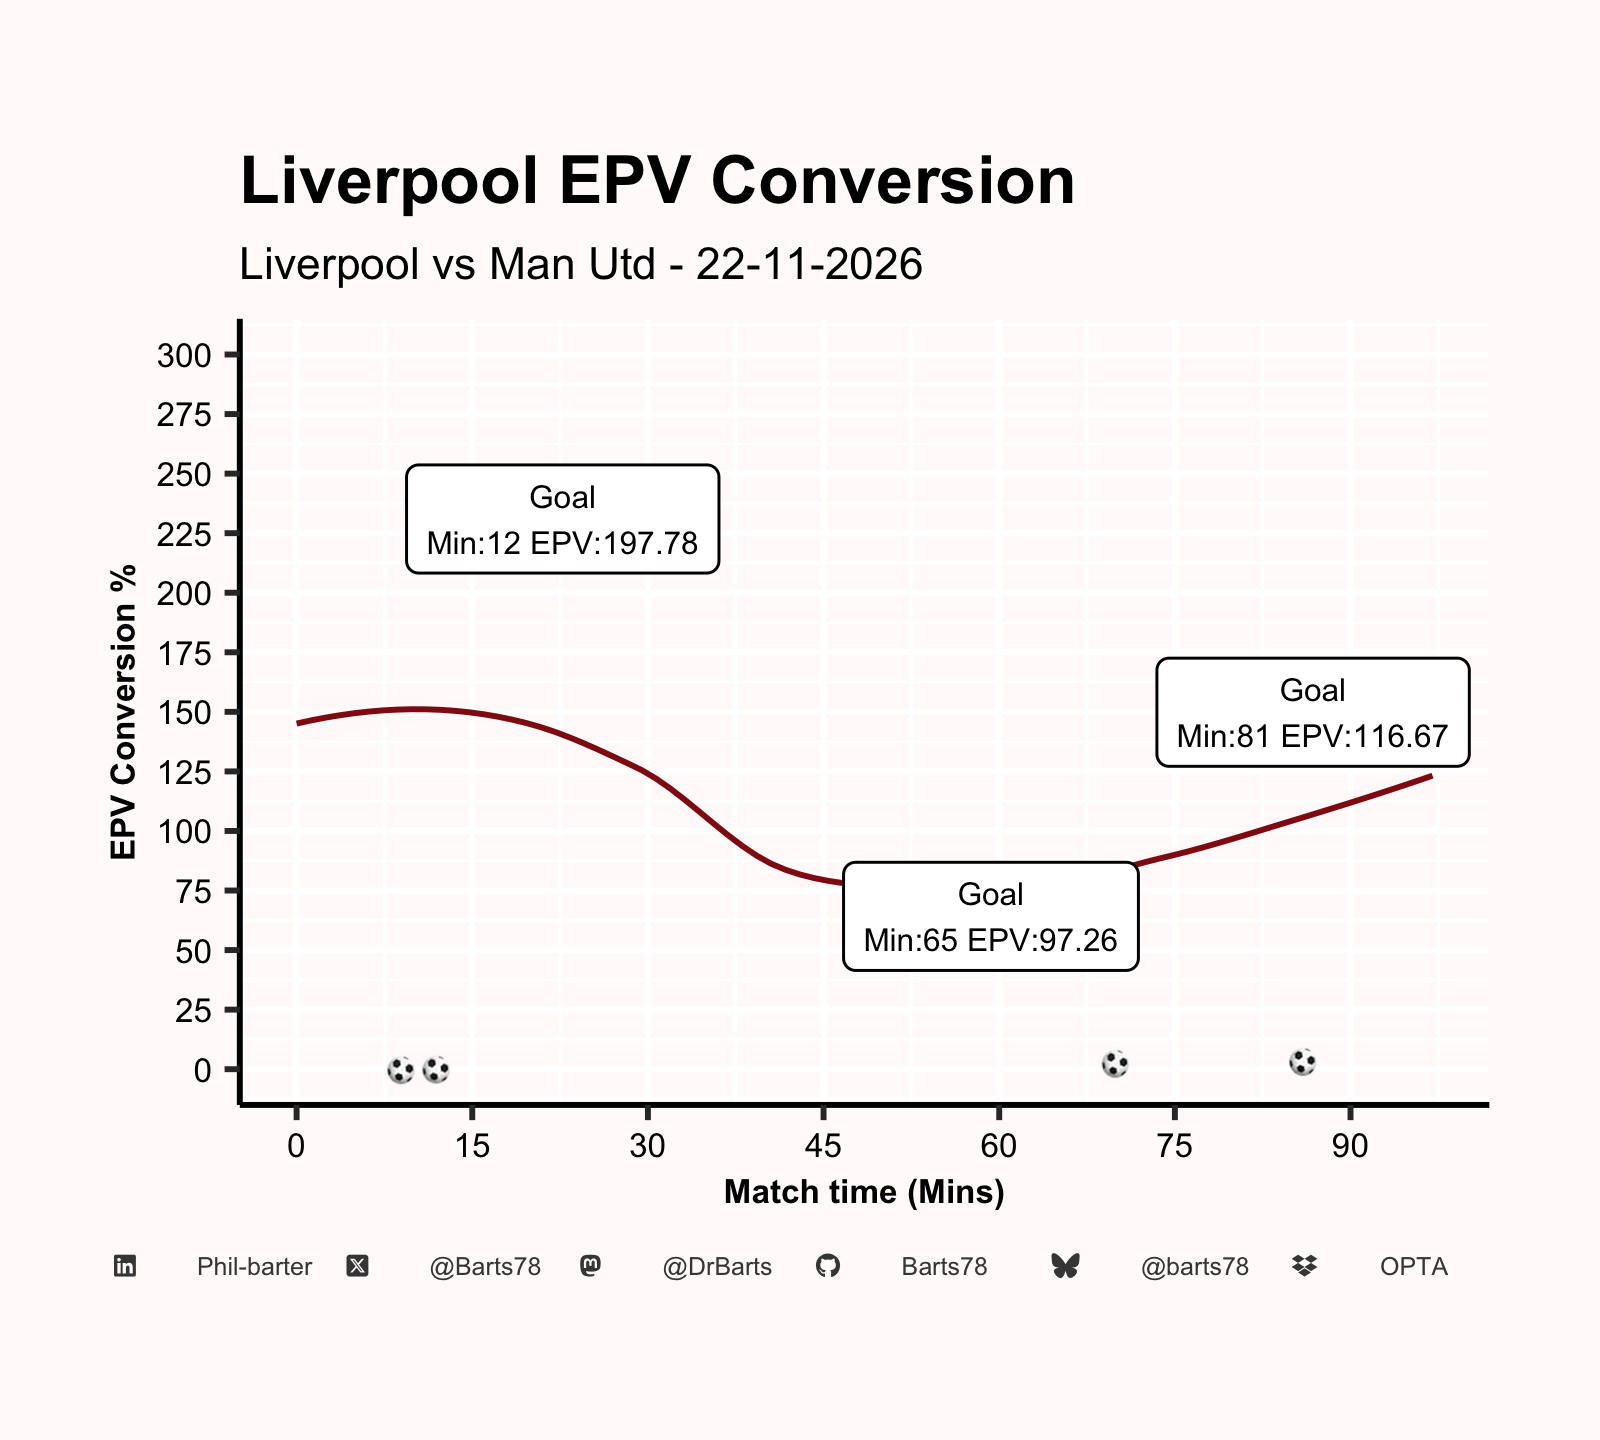 Liverpool EPV Conversion
Liverpool vs Man Utd - 22-11-2026
EPV Conversion %
300
275
250
225
200
175
150
125
100
75
50
25
0
Goal
Min:12 EPV:197.78
Goal
Min:81 EPV:116.67
Goal
Min:65 EPV:97.26
0 15 30 45 60 75 90
Match time (Mins)
Phil-barter @Barts78 @DrBarts Barts78 @barts78 OPTA